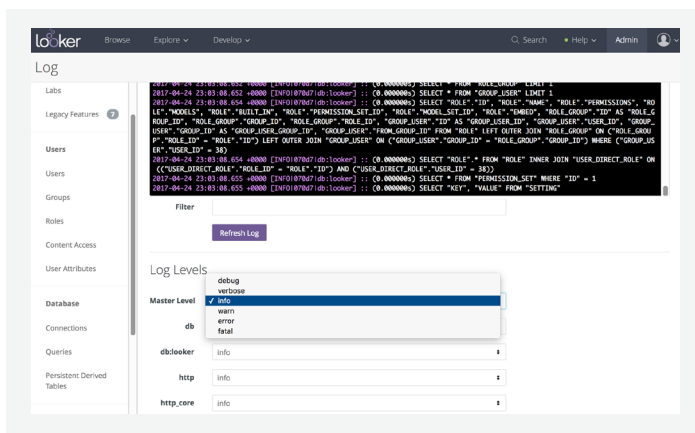 looker Browse Explore Develop Search Help Admin
Log
Labs
Legacy Features 7
Users
Users
Groups
Roles
Content Access
User Attributes
Database
Connections
Queries
Persistent Derived
Tables
2017-04-24 23:03:08.652 +0000 [INFO|070d7|db:looker] :: (0.000000s) SELECT * FROM "ROLE_GROUP" LIMIT 1
2017-04-24 23:03:08.652 +0000 [INFO|070d7|db:looker] :: (0.000000s) SELECT * FROM "GROUP_USER" LIMIT 1
2017-04-24 23:03:08.654 +0000 [INFO|070d7|db:looker] :: (0.000000s) SELECT "ROLE"."ID", "ROLE"."NAME", "ROLE"."PERMISSIONS", "RO
LE"."MODELS", "ROLE"."BUILT_IN", "ROLE"."PERMISSION_SET_ID", "ROLE"."MODEL_SET_ID", "ROLE"."EMBED", "ROLE_GROUP"."ID" AS "ROLE_G
ROUP_ID", "ROLE_GROUP"."GROUP_ID", "ROLE_GROUP"."ROLE_ID", "GROUP_USER"."ID" AS "GROUP_USER_ID", "GROUP_USER"."USER_ID", "GROUP_
USER"."GROUP_ID" AS "GROUP_USER_GROUP_ID", "GROUP_USER"."FROM_GROUP_ID" FROM "ROLE" LEFT OUTER JOIN "ROLE_GROUP" ON ("ROLE_GROU
P"."ROLE_ID" = "ROLE"."ID") LEFT OUTER JOIN "GROUP_USER" ON ("GROUP_USER"."GROUP_ID" = "ROLE_GROUP"."GROUP_ID") WHERE ("GROUP_US
ER"."USER_ID" = 38)
2017-04-24 23:03:08.655 +0000 [INFO|070d7|db:looker] :: (0.000000s) SELECT "ROLE".* FROM "ROLE" INNER JOIN "USER_DIRECT_ROLE" ON
(("USER_DIRECT_ROLE"."ROLE_ID" = "ROLE"."ID") AND ("USER_DIRECT_ROLE"."USER_ID" = 38))
2017-04-24 23:03:08.655 +0000 [INFO|070d7|db:looker] :: (0.000000s) SELECT * FROM "PERMISSION_SET" WHERE "ID" = 1
2017-04-24 23:03:08.655 +0000 [INFO|070d7|db:looker] :: (0.000000s) SELECT "KEY", "VALUE" FROM "SETTING"
Filter
Refresh Log
Log Levels
debug
verbose
Master Level ✓ info
warn
db error
fatal
db:looker info
http info
http_core info